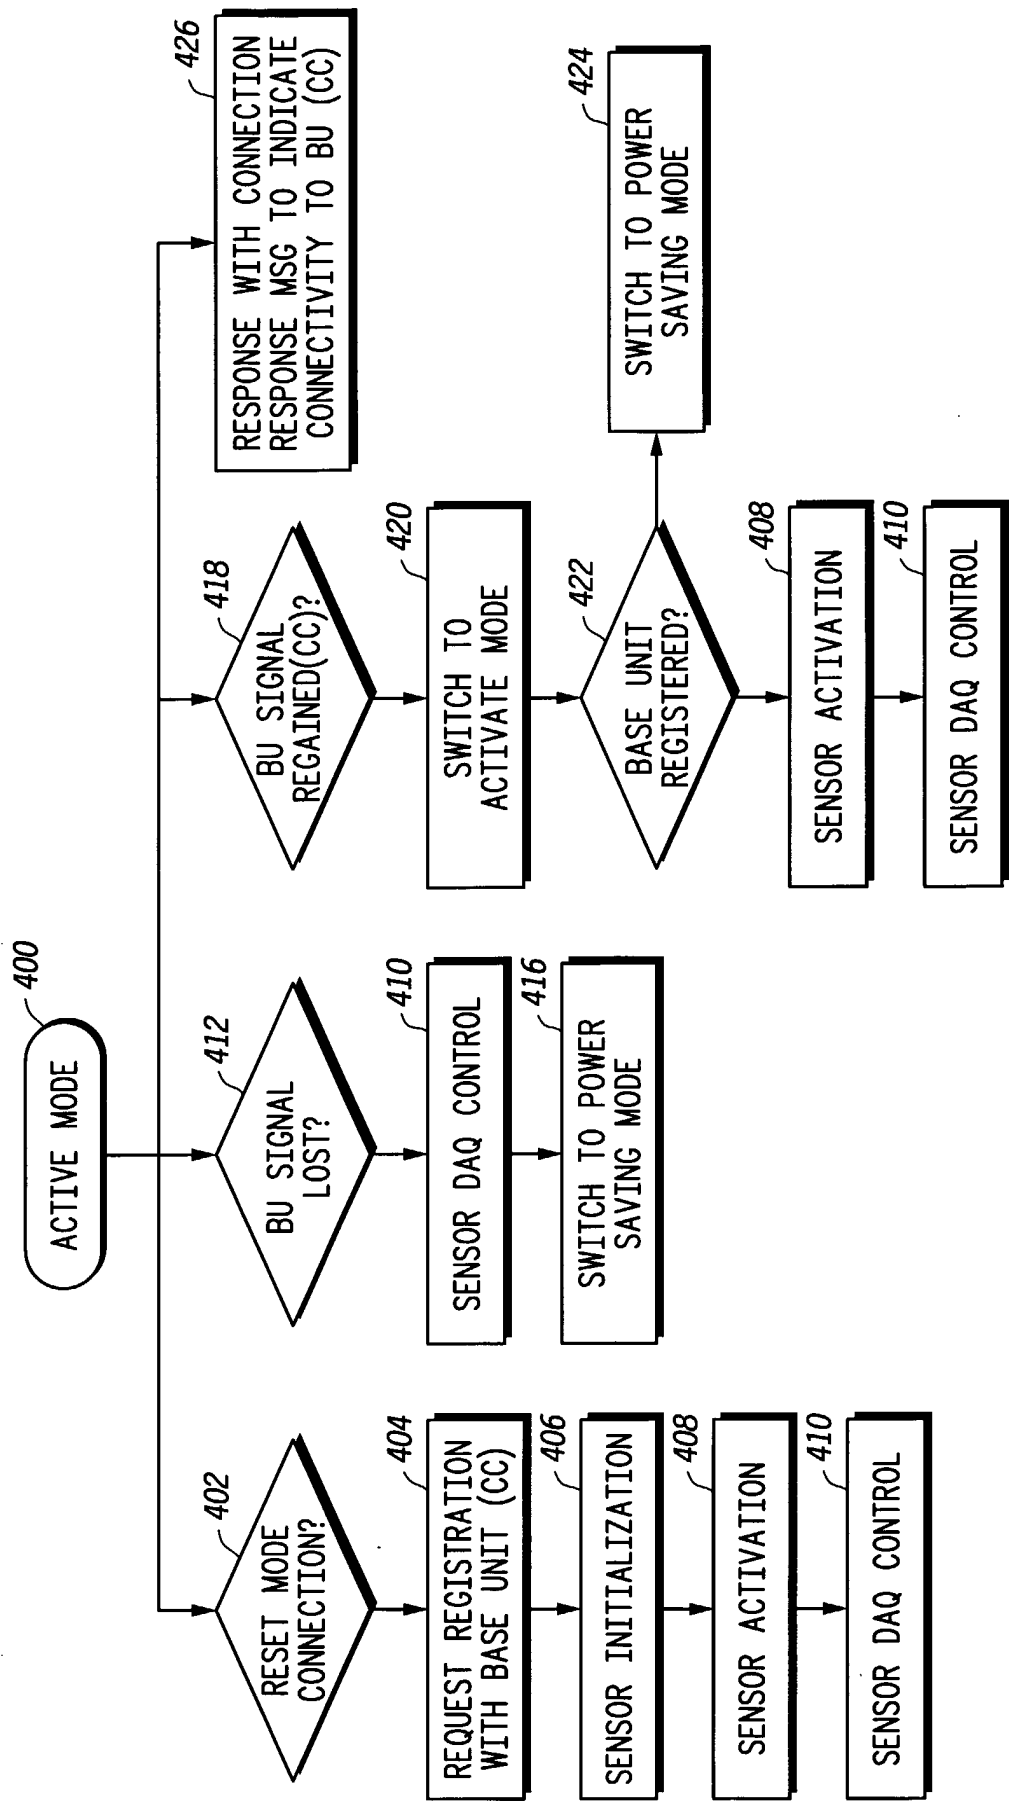 400
ACTIVE MODE
402
RESET MODE
CONNECTION?
404
REQUEST REGISTRATION
WITH BASE UNIT (CC)
406
SENSOR INITIALIZATION
408
SENSOR ACTIVATION
410
SENSOR DAQ CONTROL
412
BU SIGNAL
LOST?
410
SENSOR DAQ CONTROL
416
SWITCH TO POWER
SAVING MODE
418
BU SIGNAL
REGAINED(CC)?
420
SWITCH TO
ACTIVATE MODE
422
BASE UNIT
REGISTERED?
408
SENSOR ACTIVATION
410
SENSOR DAQ CONTROL
424
SWITCH TO POWER
SAVING MODE
426
RESPONSE WITH CONNECTION
RESPONSE MSG TO INDICATE
CONNECTIVITY TO BU (CC)